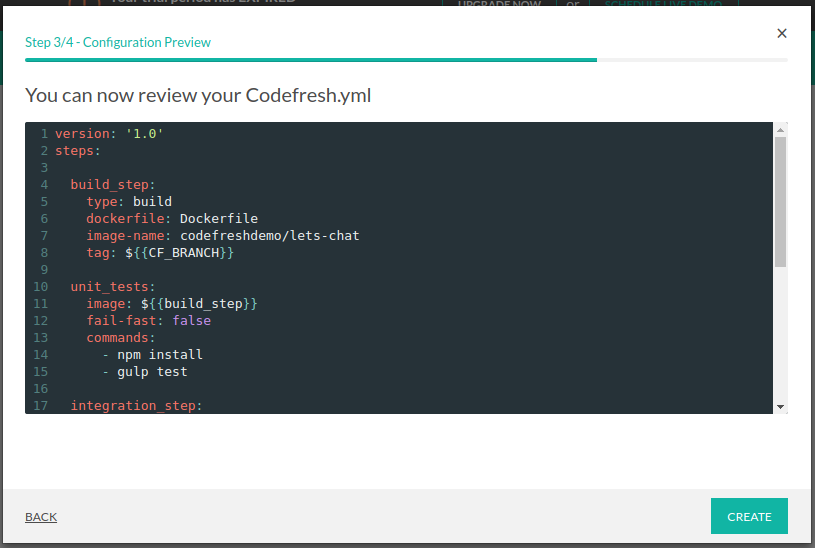 Your trial period has EXPIRED
UPGRADE NOW or SCHEDULE LIVE DEMO
×
Step 3/4 - Configuration Preview
You can now review your Codefresh.yml
1 version: '1.0'
2 steps:
3
4   build_step:
5     type: build
6     dockerfile: Dockerfile
7     image-name: codefreshdemo/lets-chat
8     tag: ${{CF_BRANCH}}
9
10   unit_tests:
11     image: ${{build_step}}
12     fail-fast: false
13     commands:
14       - npm install
15       - gulp test
16
17   integration_step:
BACK
CREATE